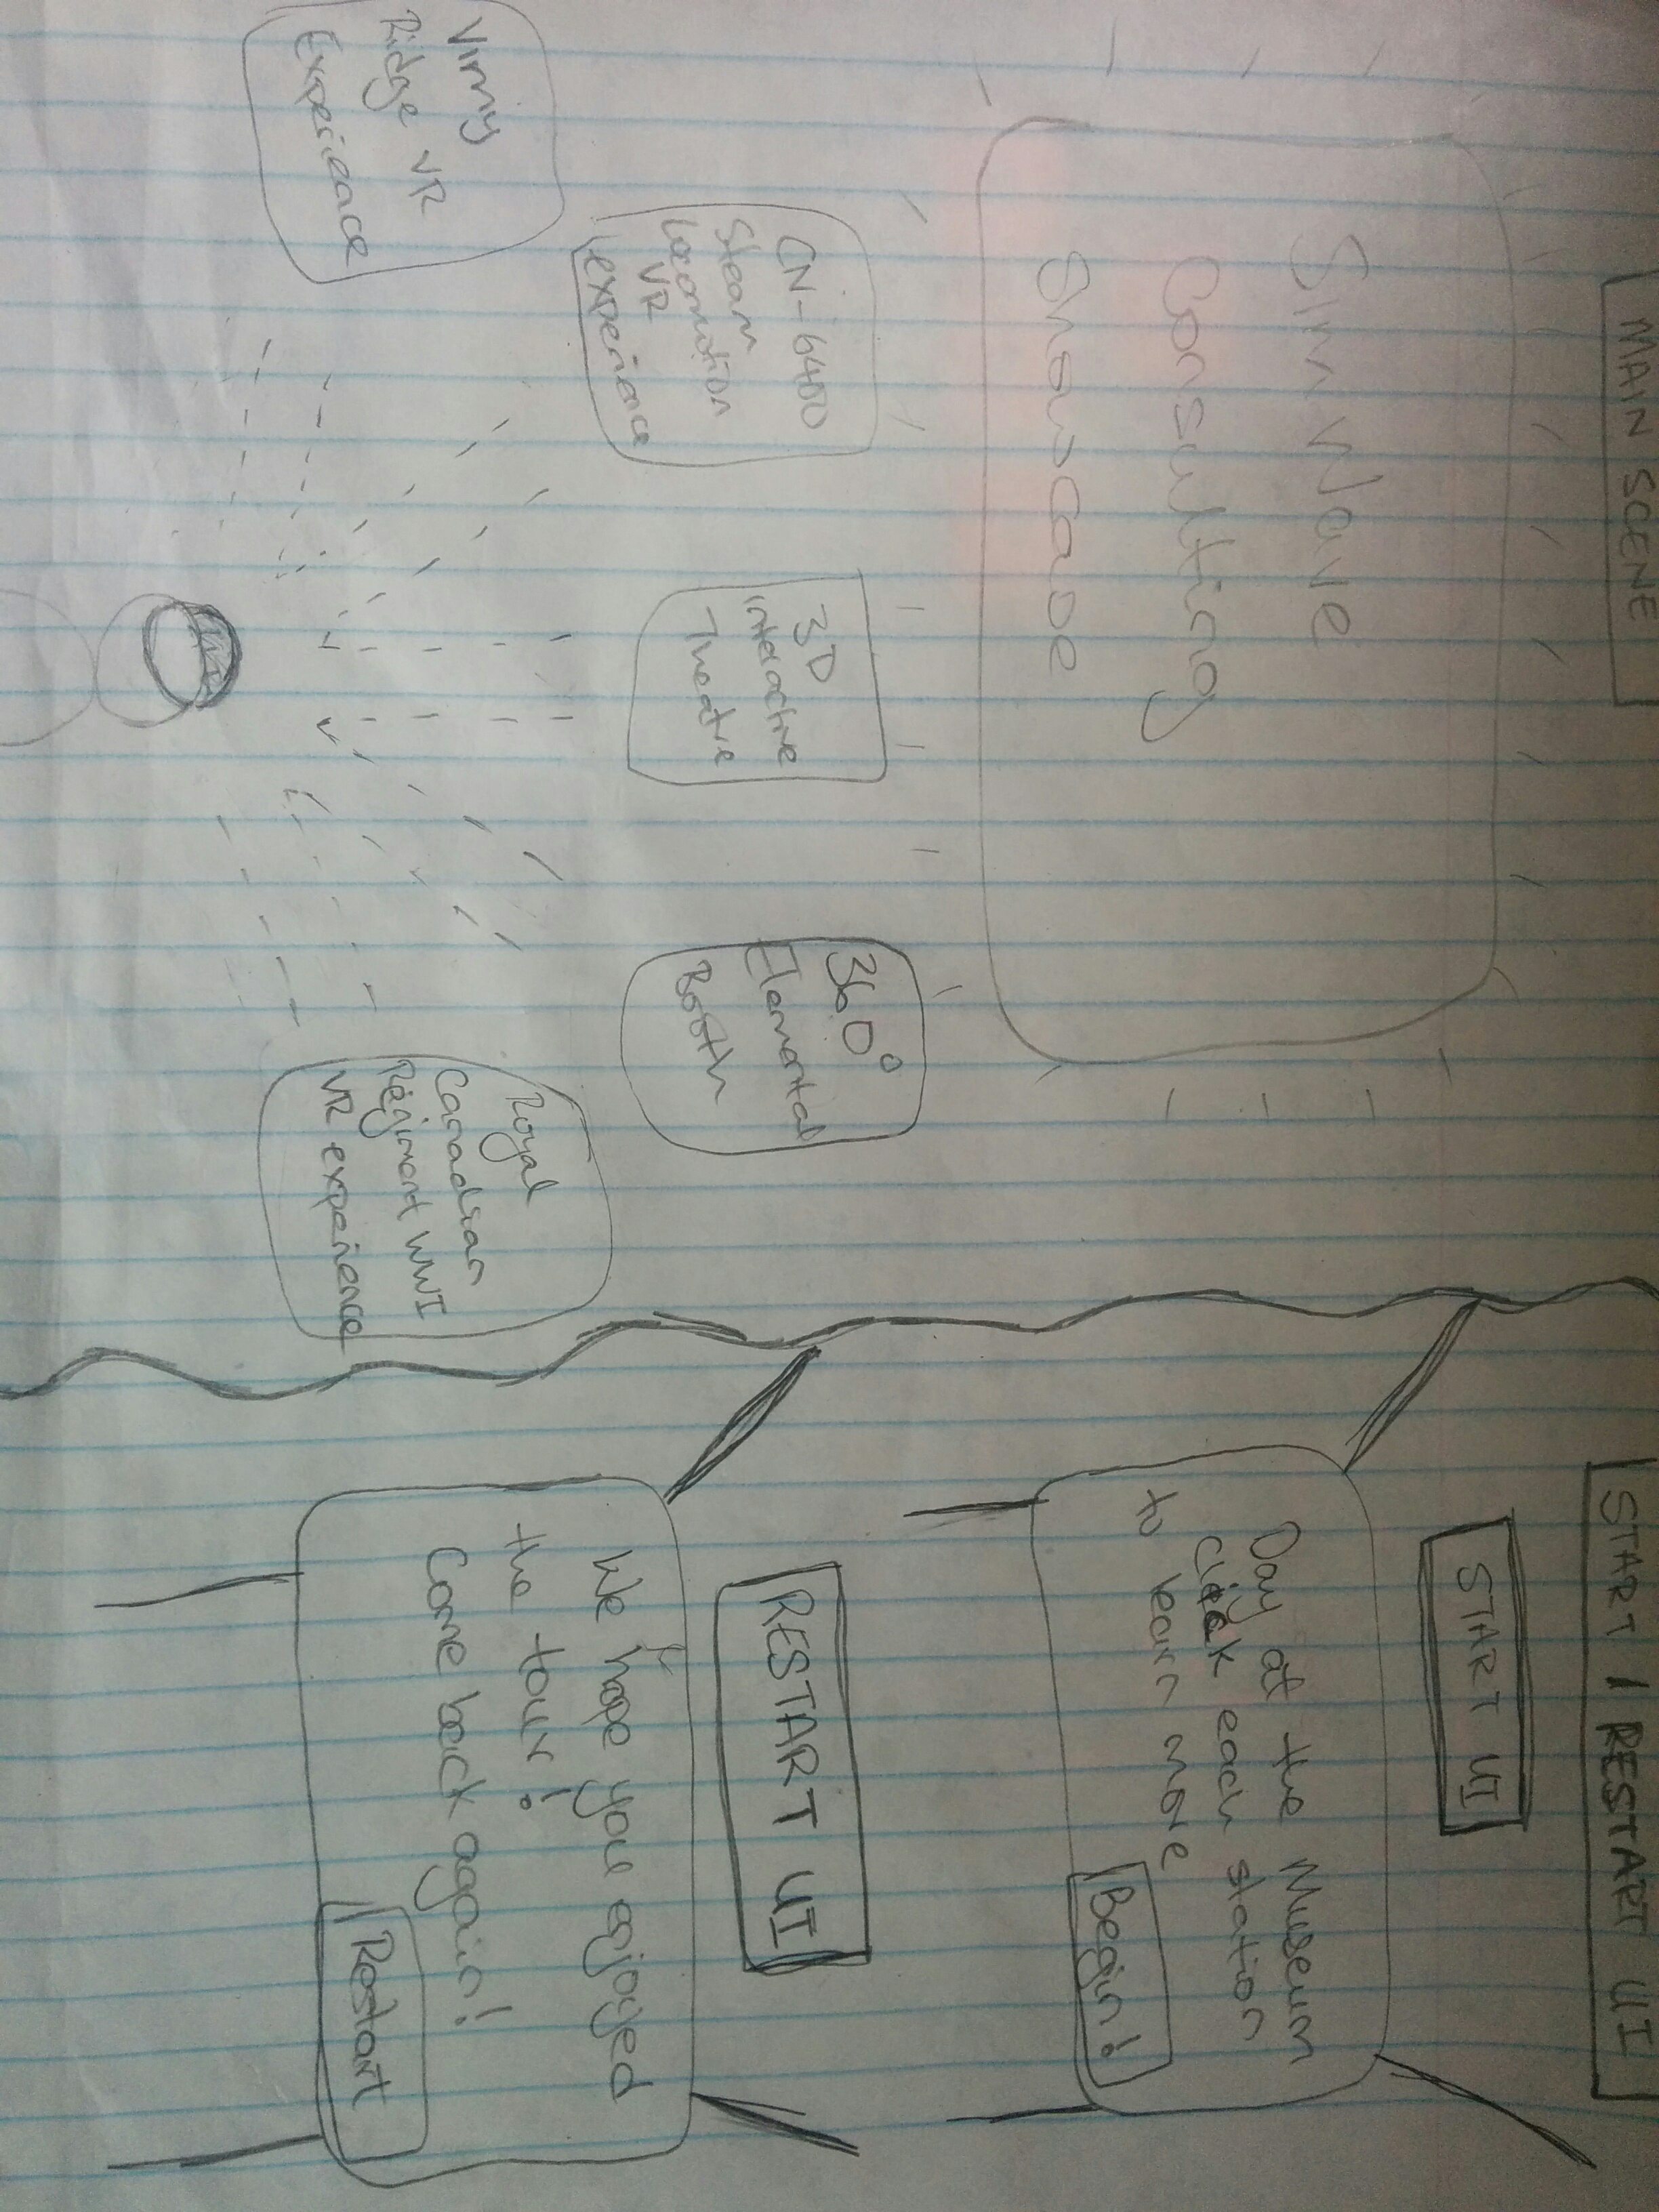 MAIN SCENE
SimWave
Consulting
Showcase
CN-6400
Steam
Locomotion
VR
experience
3D
interactive
Theatre
360°
Elemental
Booth
Vimy
Ridge VR
Experience
Royal
Canadian
Regiment WWI
VR experience
START / RESTART UI
START UI
Day at the Museum
click each station
to learn more
Begin!
RESTART UI
We hope you enjoyed
the tour!
Come back again!
Restart